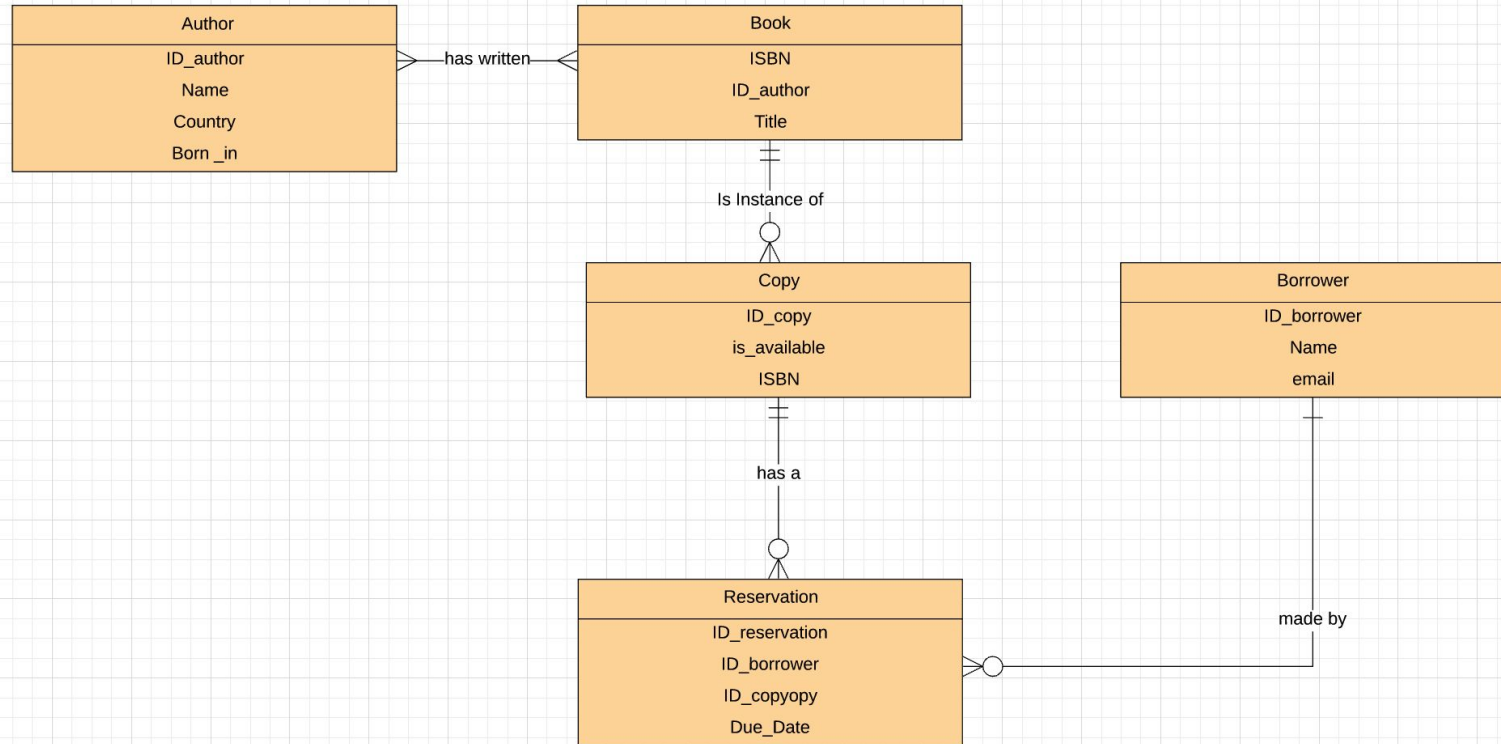 Author
ID_author
Name
Country
Born _in
has written
Book
ISBN
ID_author
Title
Is Instance of
Copy
ID_copy
is_available
ISBN
Borrower
ID_borrower
Name
email
has a
made by
Reservation
ID_reservation
ID_borrower
ID_copyopy
Due_Date